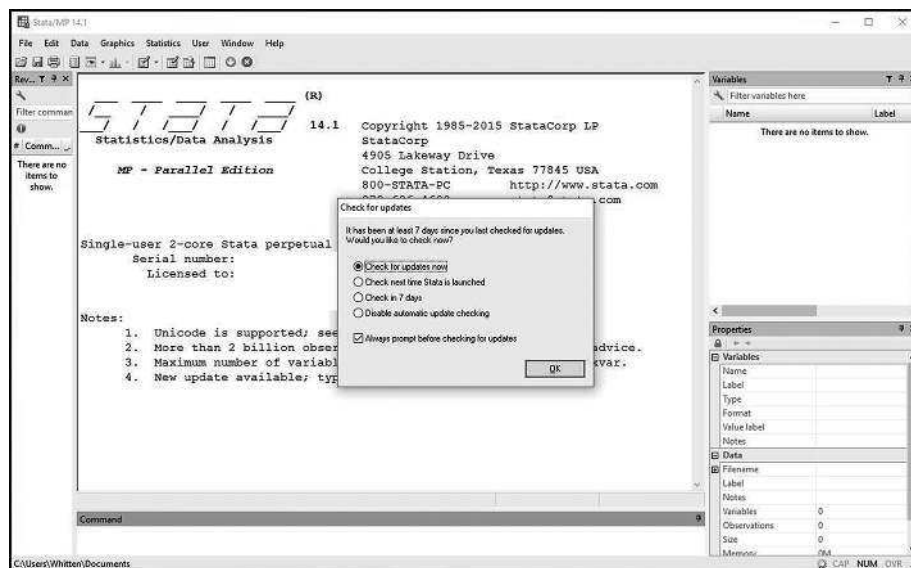 Stata/MP 14.1
File Edit Data Graphics Statistics User Window Help
Rev...
Filter comman
# Comm...
There are no
items to
show.
STATA (R)
14.1 Copyright 1985-2015 StataCorp LP
Statistics/Data Analysis StataCorp
4905 Lakeway Drive
MP - Parallel Edition College Station, Texas 77845 USA
800-STATA-PC http://www.stata.com
.com
Single-user 2-core Stata perpetual
Serial number:
Licensed to:
Notes:
1. Unicode is supported; see
2. More than 2 billion obser advice.
3. Maximum number of variabl xvar.
4. New update available; typ
Check for updates
It has been at least 7 days since you last checked for updates.
Would you like to check now?
Check for updates now
Check next time Stata is launched
Check in 7 days
Disable automatic update checking
Always prompt before checking for updates
OK
Command
Variables
Filter variables here
Name Label
There are no items to show.
Properties
Variables
Name
Label
Type
Format
Value label
Notes
Data
Filename
Label
Notes
Variables 0
Observations 0
Size 0
Memory 0M
C:\Users\Whitten\Documents
CAP NUM OVR